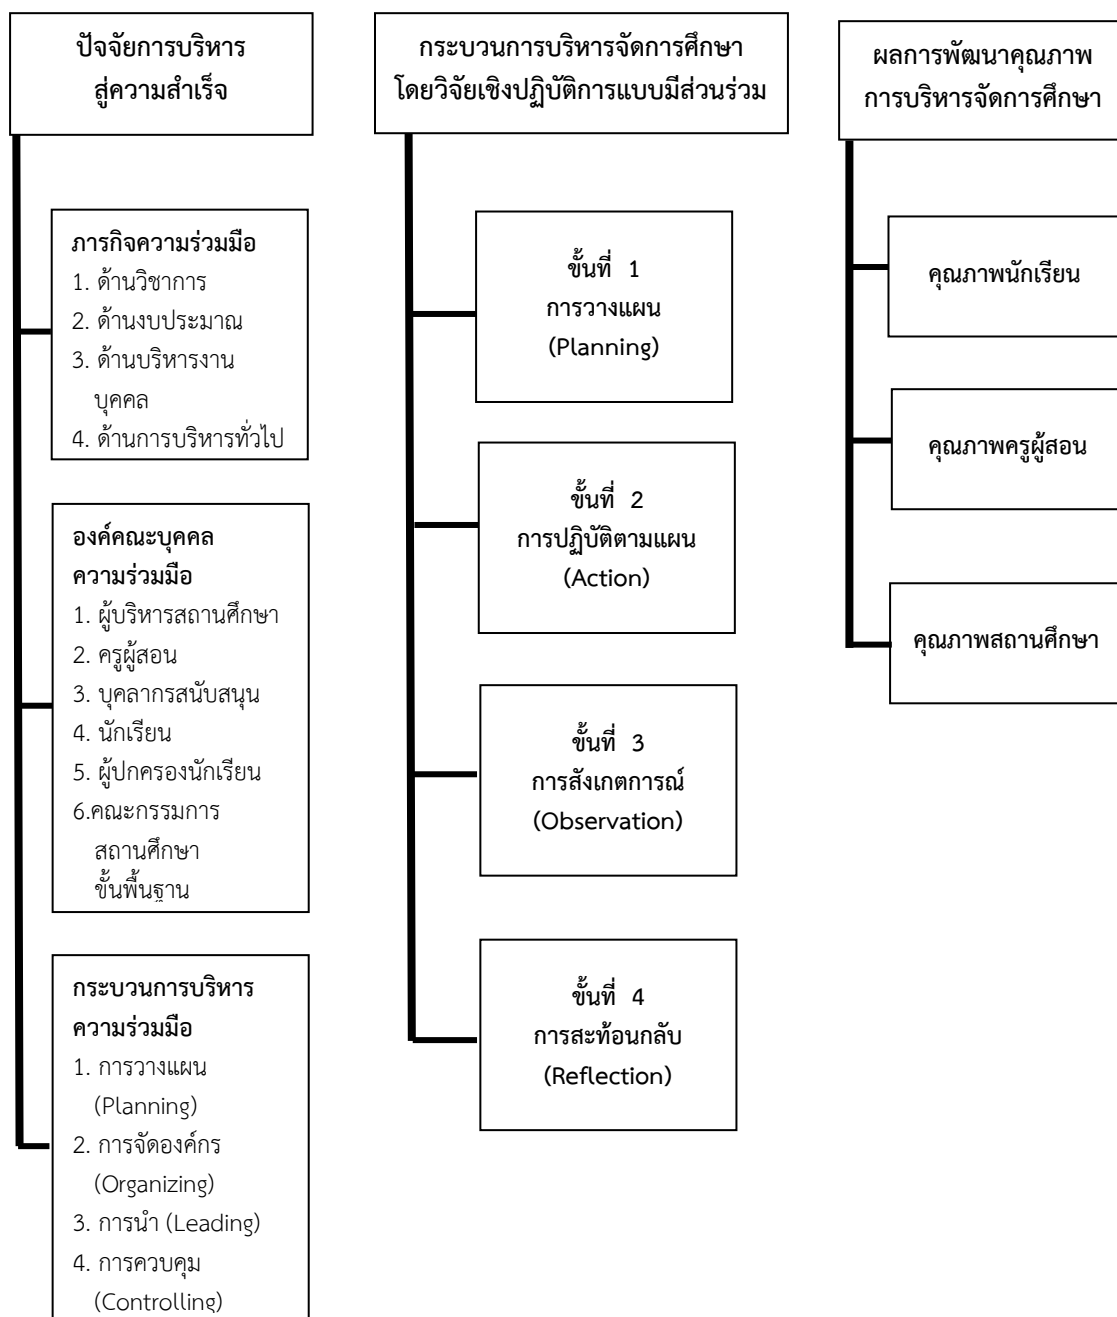 ปัจจัยการบริหาร
สู่ความสำเร็จ
ภารกิจความร่วมมือ
1. ด้านวิชาการ
2. ด้านงบประมาณ
3. ด้านบริหารงาน
บุคคล
4. ด้านการบริหารทั่วไป
องค์คณะบุคคล
ความร่วมมือ
1. ผู้บริหารสถานศึกษา
2. ครูผู้สอน
3. บุคลากรสนับสนุน
4. นักเรียน
5. ผู้ปกครองนักเรียน
6.คณะกรรมการ
สถานศึกษา
ขั้นพื้นฐาน
กระบวนการบริหาร
ความร่วมมือ
1. การวางแผน
(Planning)
2. การจัดองค์กร
(Organizing)
3. การนำ (Leading)
4. การควบคุม
(Controlling)
กระบวนการบริหารจัดการศึกษา
โดยวิจัยเชิงปฏิบัติการแบบมีส่วนร่วม
ขั้นที่ 1
การวางแผน
(Planning)
ขั้นที่ 2
การปฏิบัติตามแผน
(Action)
ขั้นที่ 3
การสังเกตการณ์
(Observation)
ขั้นที่ 4
การสะท้อนกลับ
(Reflection)
ผลการพัฒนาคุณภาพ
การบริหารจัดการศึกษา
คุณภาพนักเรียน
คุณภาพครูผู้สอน
คุณภาพสถานศึกษา